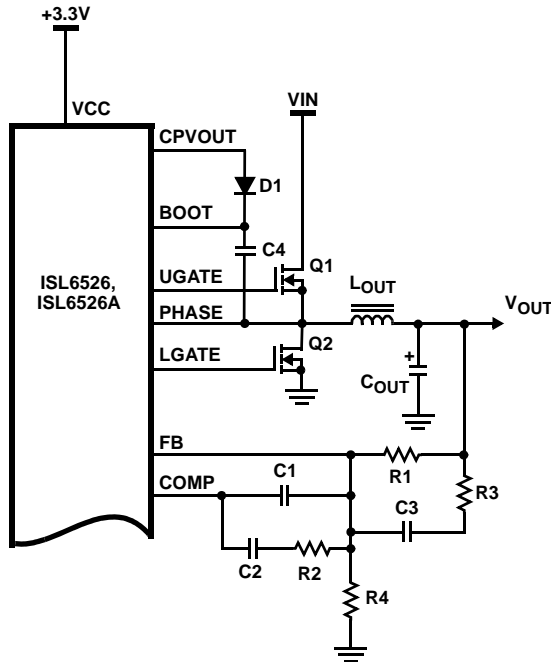 +3.3V
VCC
VIN
CPVOUT
D1
BOOT
C4
Q1
ISL6526,
ISL6526A
UGATE
LOUT
PHASE
VOUT
Q2
LGATE
+
COUT
FB
R1
C1
R3
COMP
C3
C2
R2
R4